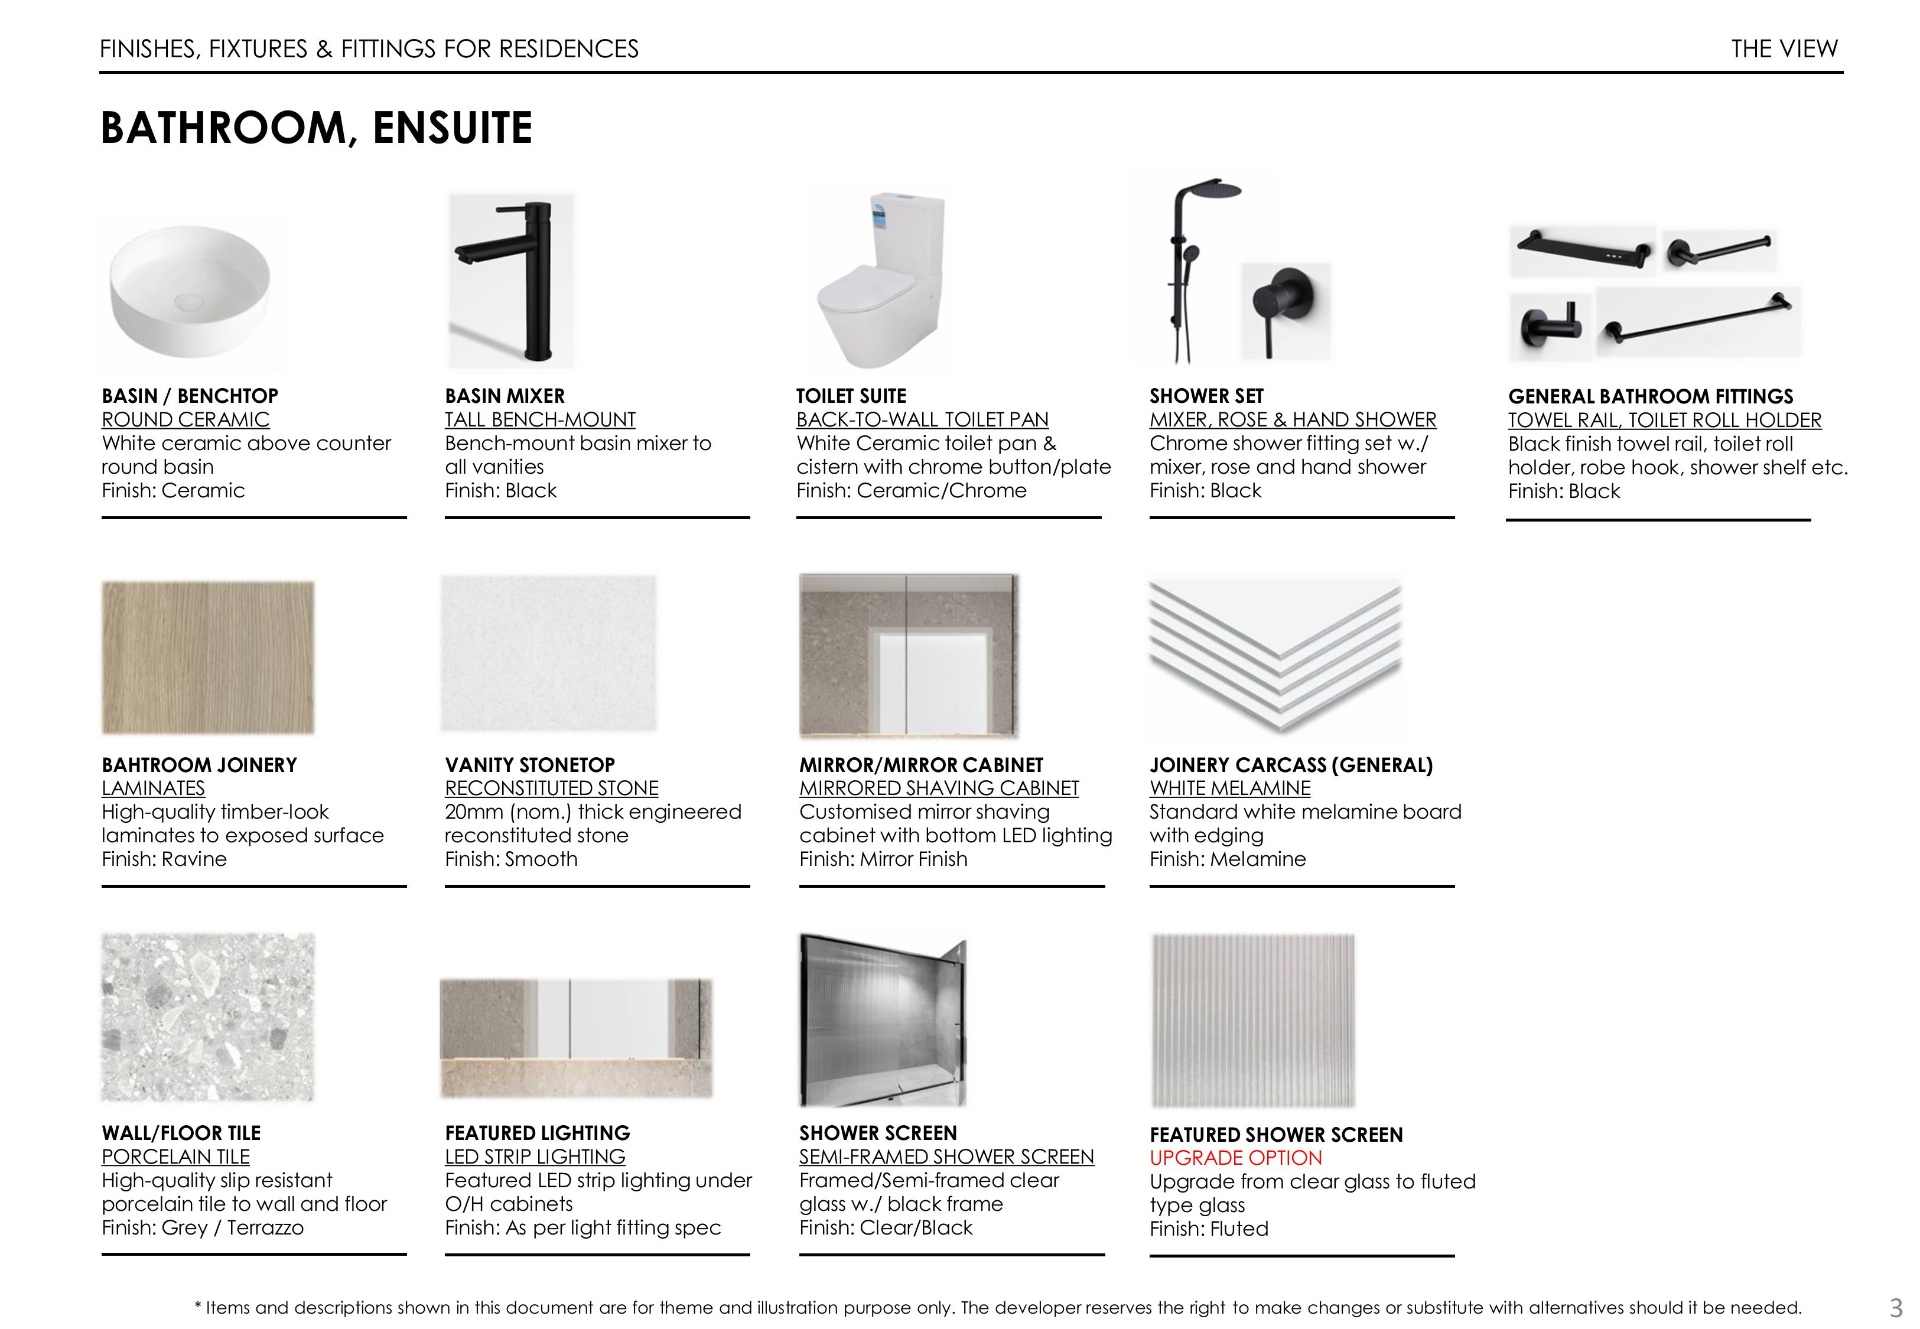 FINISHES, FIXTURES & FITTINGS FOR RESIDENCES
THE VIEW
BATHROOM, ENSUITE
BASIN / BENCHTOP
ROUND CERAMIC
White ceramic above counter
round basin
Finish: Ceramic
BASIN MIXER
TALL BENCH-MOUNT
Bench-mount basin mixer to
all vanities
Finish: Black
TOILET SUITE
BACK-TO-WALL TOILET PAN
White Ceramic toilet pan &
cistern with chrome button/plate
Finish: Ceramic/Chrome
SHOWER SET
MIXER, ROSE & HAND SHOWER
Chrome shower fitting set w./
mixer, rose and hand shower
Finish: Black
GENERAL BATHROOM FITTINGS
TOWEL RAIL, TOILET ROLL HOLDER
Black finish towel rail, toilet roll
holder, robe hook, shower shelf etc.
Finish: Black
BAHTROOM JOINERY
LAMINATES
High-quality timber-look
laminates to exposed surface
Finish: Ravine
VANITY STONETOP
RECONSTITUTED STONE
20mm (nom.) thick engineered
reconstituted stone
Finish: Smooth
MIRROR/MIRROR CABINET
MIRRORED SHAVING CABINET
Customised mirror shaving
cabinet with bottom LED lighting
Finish: Mirror Finish
JOINERY CARCASS (GENERAL)
WHITE MELAMINE
Standard white melamine board
with edging
Finish: Melamine
WALL/FLOOR TILE
PORCELAIN TILE
High-quality slip resistant
porcelain tile to wall and floor
Finish: Grey / Terrazzo
FEATURED LIGHTING
LED STRIP LIGHTING
Featured LED strip lighting under
O/H cabinets
Finish: As per light fitting spec
SHOWER SCREEN
SEMI-FRAMED SHOWER SCREEN
Framed/Semi-framed clear
glass w./ black frame
Finish: Clear/Black
FEATURED SHOWER SCREEN
UPGRADE OPTION
Upgrade from clear glass to fluted
type glass
Finish: Fluted
* Items and descriptions shown in this document are for theme and illustration purpose only. The developer reserves the right to make changes or substitute with alternatives should it be needed.
3